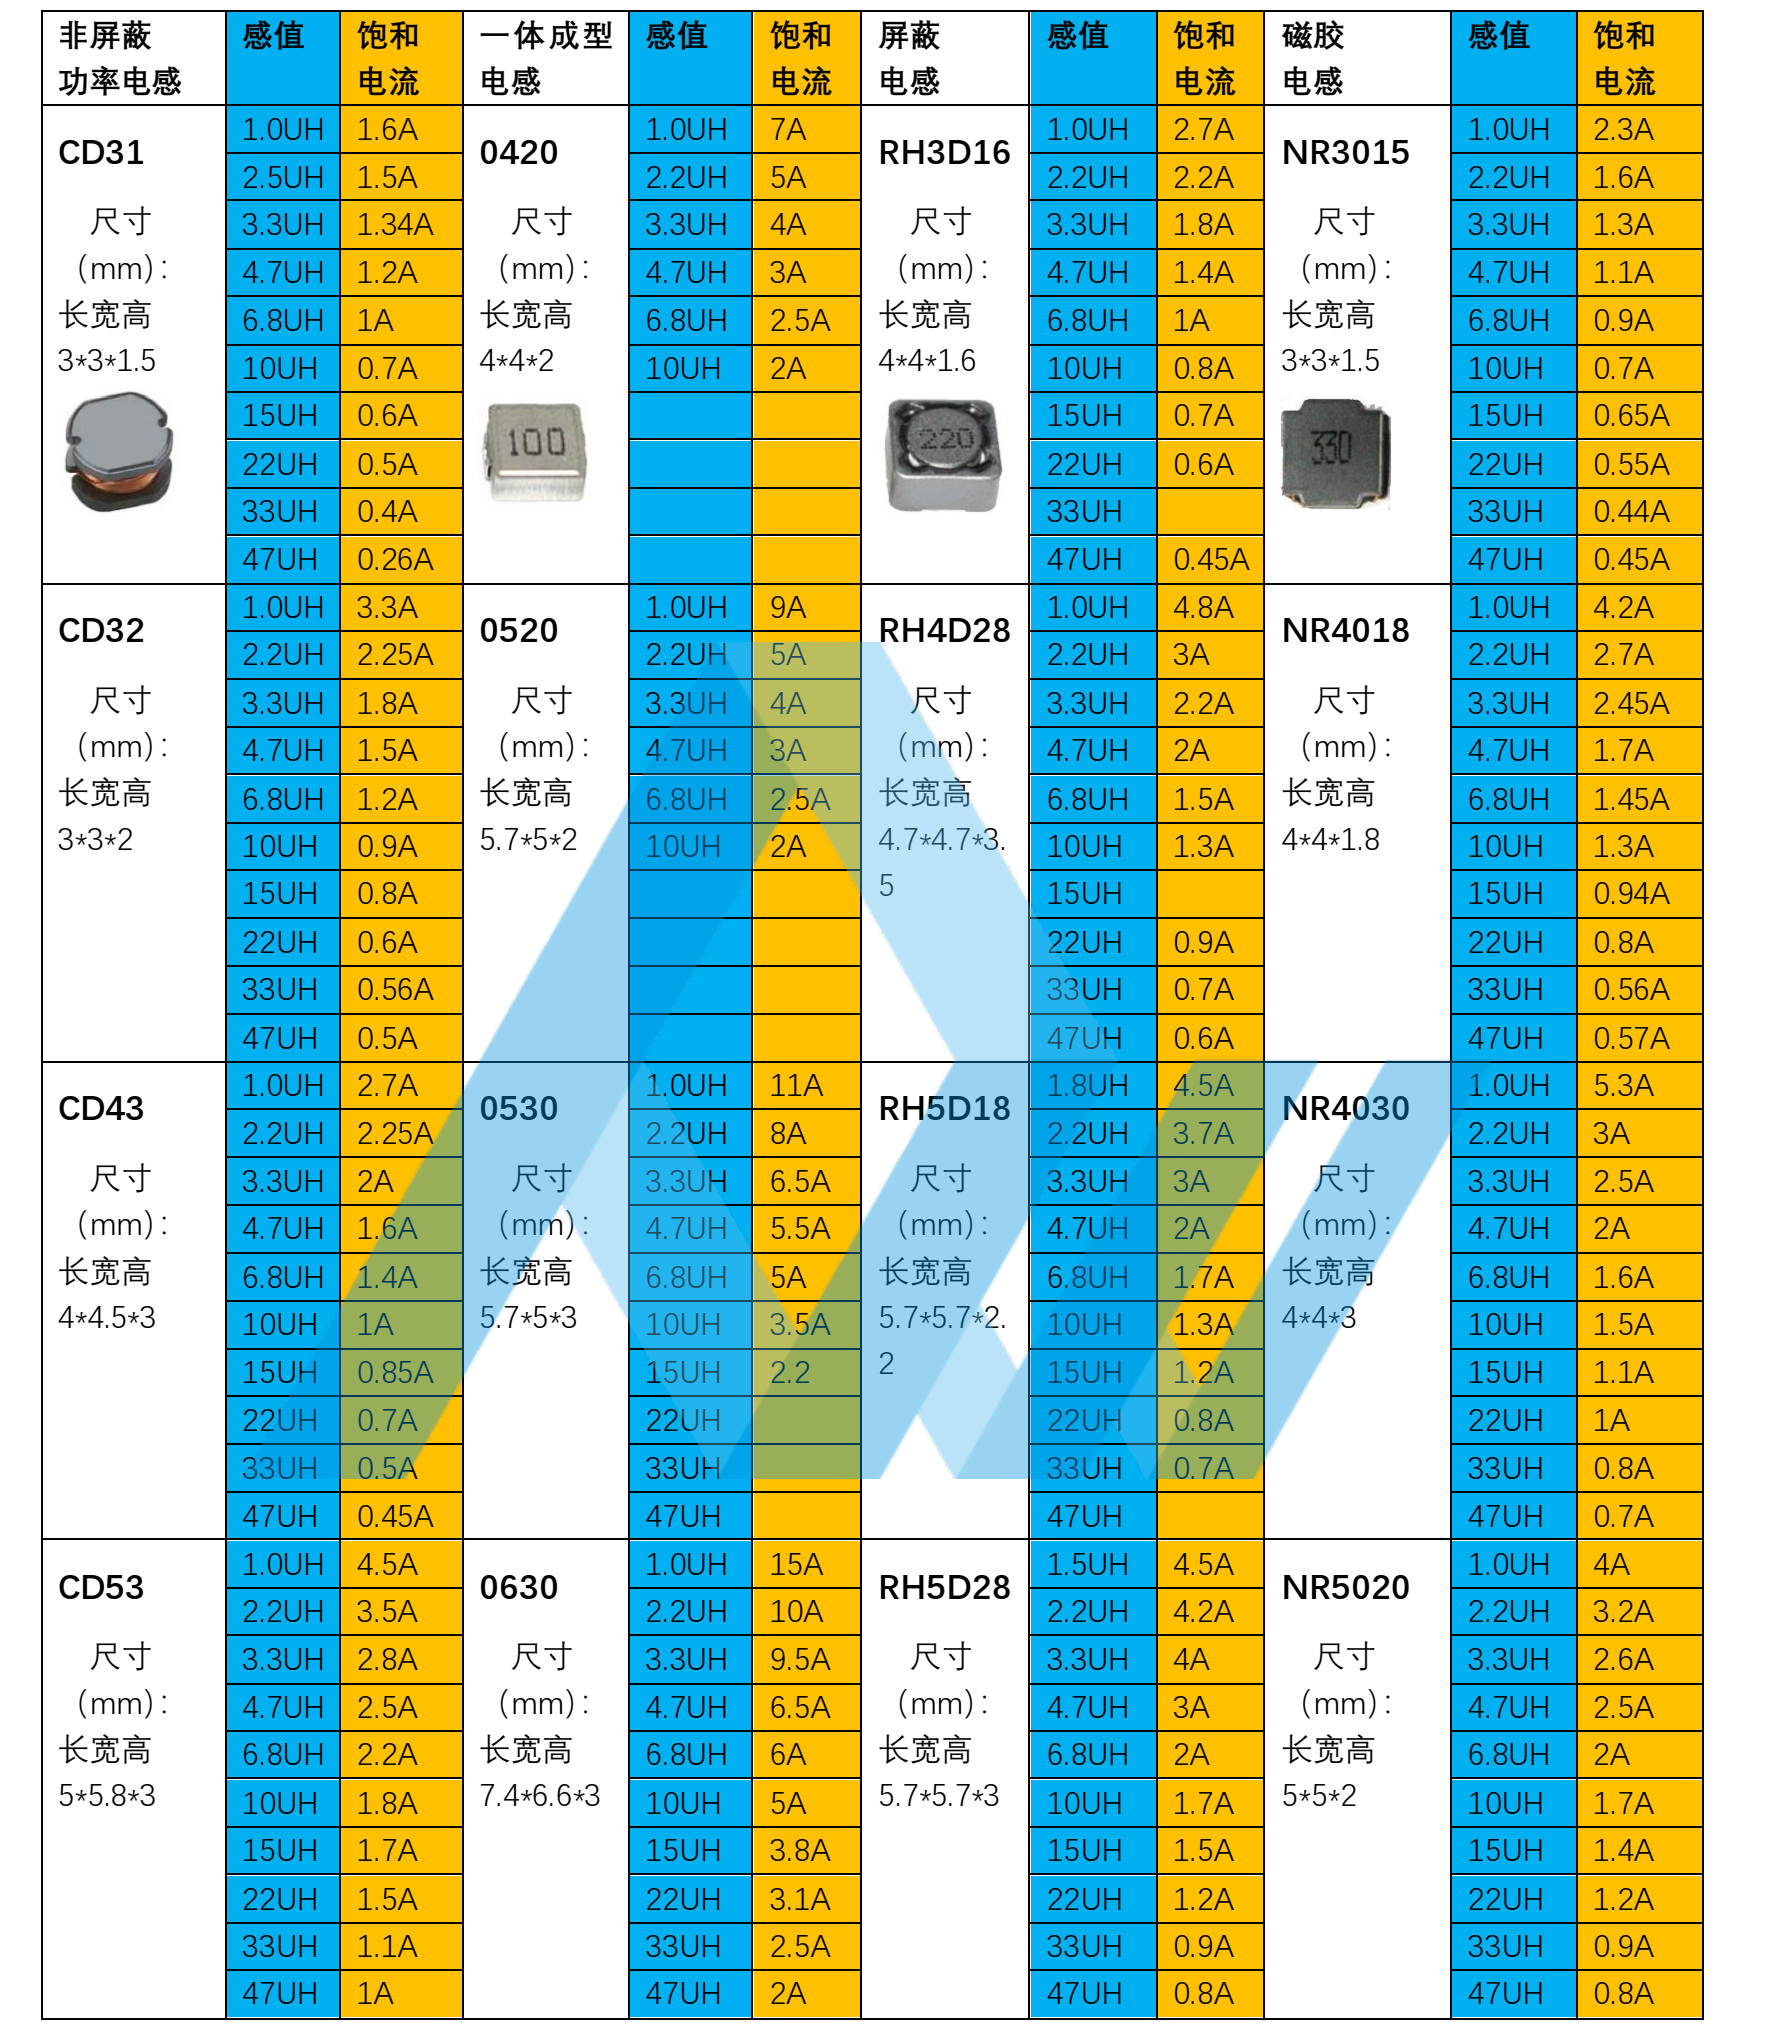 非屏蔽 感值 饱和 一体成型 感值 饱和 屏蔽 感值 饱和 磁胶 感值 饱和
功率电感 电流 电感 电流 电感 电流 电感 电流
CD31
尺寸
(mm)：
长宽高
3*3*1.5
1.0UH 1.6A
2.5UH 1.5A
3.3UH 1.34A
4.7UH 1.2A
6.8UH 1A
10UH 0.7A
15UH 0.6A
22UH 0.5A
33UH 0.4A
47UH 0.26A
0420
尺寸
(mm)：
长宽高
4*4*2
100
1.0UH 7A
2.2UH 5A
3.3UH 4A
4.7UH 3A
6.8UH 2.5A
10UH 2A
RH3D16
尺寸
(mm)：
长宽高
4*4*1.6
220
1.0UH 2.7A
2.2UH 2.2A
3.3UH 1.8A
4.7UH 1.4A
6.8UH 1A
10UH 0.8A
15UH 0.7A
22UH 0.6A
33UH
47UH 0.45A
NR3015
尺寸
(mm)：
长宽高
3*3*1.5
330
1.0UH 2.3A
2.2UH 1.6A
3.3UH 1.3A
4.7UH 1.1A
6.8UH 0.9A
10UH 0.7A
15UH 0.65A
22UH 0.55A
33UH 0.44A
47UH 0.45A
CD32
尺寸
(mm)：
长宽高
3*3*2
1.0UH 3.3A
2.2UH 2.25A
3.3UH 1.8A
4.7UH 1.5A
6.8UH 1.2A
10UH 0.9A
15UH 0.8A
22UH 0.6A
33UH 0.56A
47UH 0.5A
0520
尺寸
(mm)：
长宽高
5.7*5*2
1.0UH 9A
2.2UH 5A
3.3UH 4A
4.7UH 3A
6.8UH 2.5A
10UH 2A
RH4D28
尺寸
(mm)：
长宽高
4.7*4.7*3.
5
1.0UH 4.8A
2.2UH 3A
3.3UH 2.2A
4.7UH 2A
6.8UH 1.5A
10UH 1.3A
15UH
22UH 0.9A
33UH 0.7A
47UH 0.6A
NR4018
尺寸
(mm)：
长宽高
4*4*1.8
1.0UH 4.2A
2.2UH 2.7A
3.3UH 2.45A
4.7UH 1.7A
6.8UH 1.45A
10UH 1.3A
15UH 0.94A
22UH 0.8A
33UH 0.56A
47UH 0.57A
CD43
尺寸
(mm)：
长宽高
4*4.5*3
1.0UH 2.7A
2.2UH 2.25A
3.3UH 2A
4.7UH 1.6A
6.8UH 1.4A
10UH 1A
15UH 0.85A
22UH 0.7A
33UH 0.5A
47UH 0.45A
0530
尺寸
(mm)：
长宽高
5.7*5*3
1.0UH 11A
2.2UH 8A
3.3UH 6.5A
4.7UH 5.5A
6.8UH 5A
10UH 3.5A
15UH 2.2
22UH
33UH
47UH
RH5D18
尺寸
(mm)：
长宽高
5.7*5.7*2.
2
1.8UH 4.5A
2.2UH 3.7A
3.3UH 3A
4.7UH 2A
6.8UH 1.7A
10UH 1.3A
15UH 1.2A
22UH 0.8A
33UH 0.7A
47UH
NR4030
尺寸
(mm)：
长宽高
4*4*3
1.0UH 5.3A
2.2UH 3A
3.3UH 2.5A
4.7UH 2A
6.8UH 1.6A
10UH 1.5A
15UH 1.1A
22UH 1A
33UH 0.8A
47UH 0.7A
CD53
尺寸
(mm)：
长宽高
5*5.8*3
1.0UH 4.5A
2.2UH 3.5A
3.3UH 2.8A
4.7UH 2.5A
6.8UH 2.2A
10UH 1.8A
15UH 1.7A
22UH 1.5A
33UH 1.1A
47UH 1A
0630
尺寸
(mm)：
长宽高
7.4*6.6*3
1.0UH 15A
2.2UH 10A
3.3UH 9.5A
4.7UH 6.5A
6.8UH 6A
10UH 5A
15UH 3.8A
22UH 3.1A
33UH 2.5A
47UH 2A
RH5D28
尺寸
(mm)：
长宽高
5.7*5.7*3
1.5UH 4.5A
2.2UH 4.2A
3.3UH 4A
4.7UH 3A
6.8UH 2A
10UH 1.7A
15UH 1.5A
22UH 1.2A
33UH 0.9A
47UH 0.8A
NR5020
尺寸
(mm)：
长宽高
5*5*2
1.0UH 4A
2.2UH 3.2A
3.3UH 2.6A
4.7UH 2.5A
6.8UH 2A
10UH 1.7A
15UH 1.4A
22UH 1.2A
33UH 0.9A
47UH 0.8A